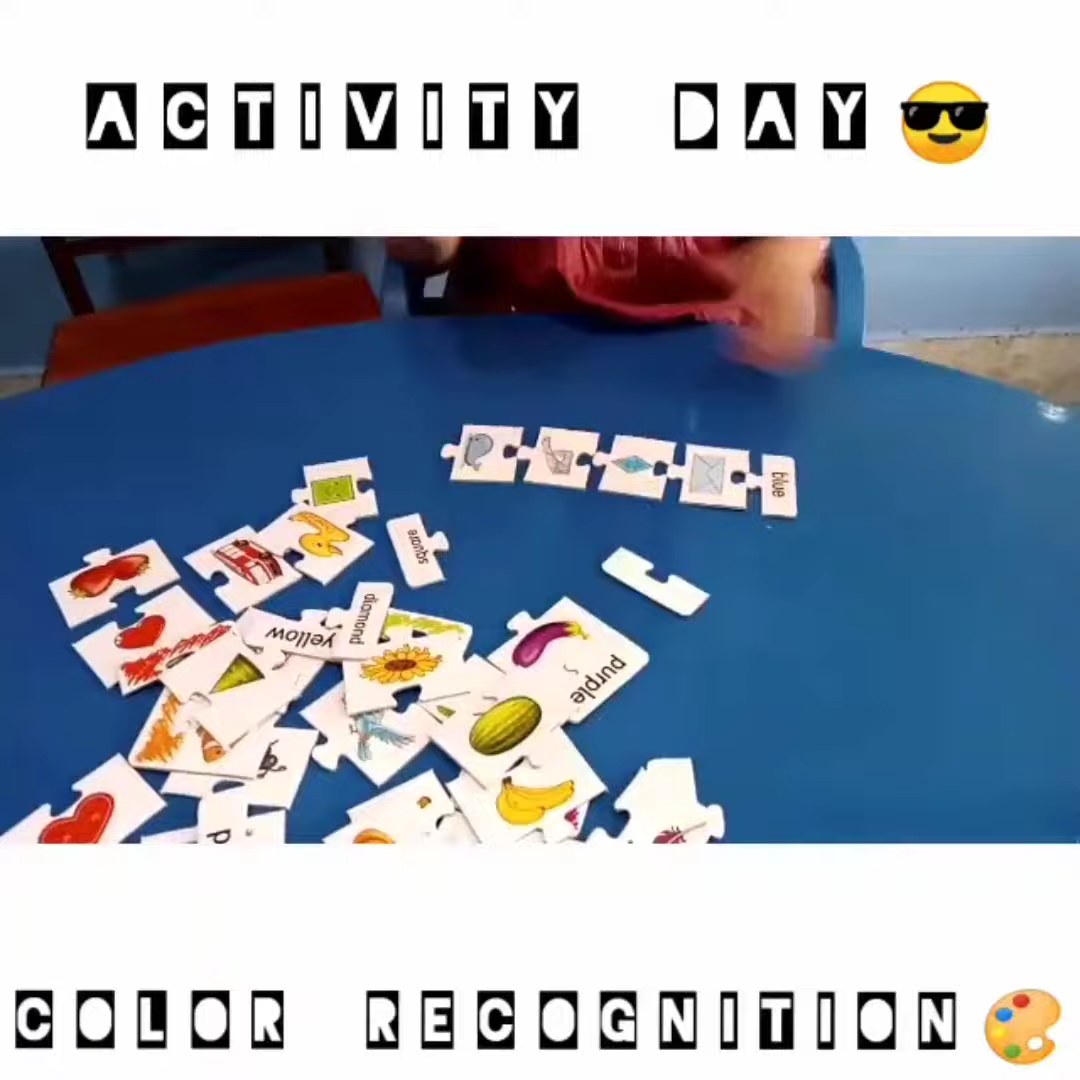 ACTIVITY DAY 😎
blue
square
diamond
yellow
purple
COLOR RECOGNITION 🎨